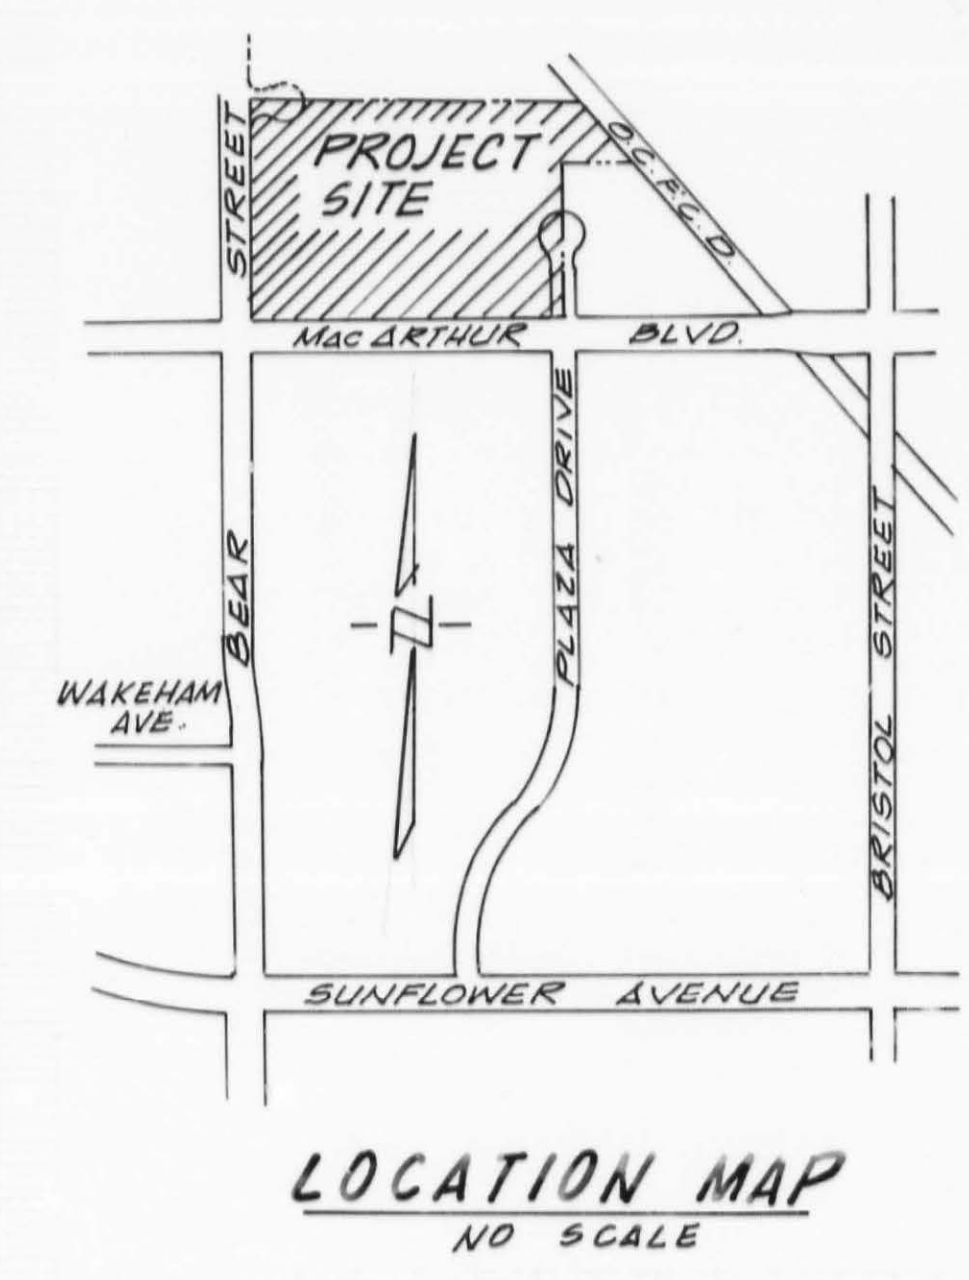 PROJECT
SITE
O.C.F.C.D.
BEAR STREET
MacARTHUR BLVD.
PLAZA DRIVE
N
BRISTOL STREET
WAKEHAM
AVE.
SUNFLOWER AVENUE
LOCATION MAP
NO SCALE